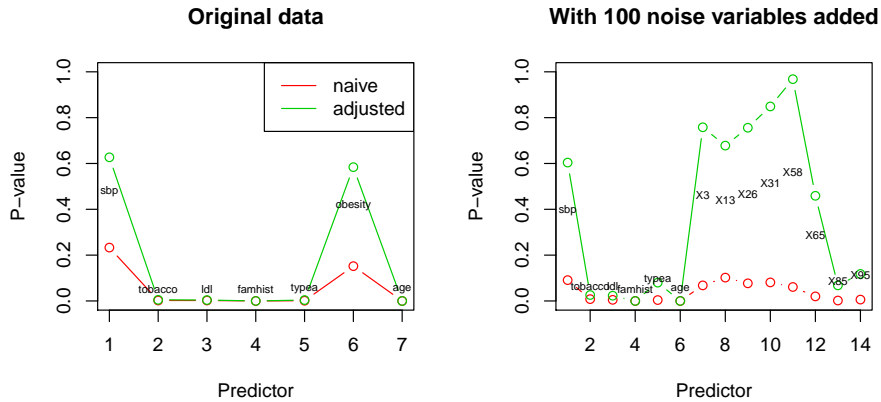 Original data
P−value
0.0 0.2 0.4 0.6 0.8 1.0
naive
adjusted
sbp
tobacco
ldl
famhist
typea
obesity
age
1 2 3 4 5 6 7
Predictor
With 100 noise variables added
P−value
0.0 0.2 0.4 0.6 0.8 1.0
sbp
tobacco
ldl
famhist
typea
age
X3
X13
X26
X31
X58
X65
X85
X95
2 4 6 8 10 12 14
Predictor